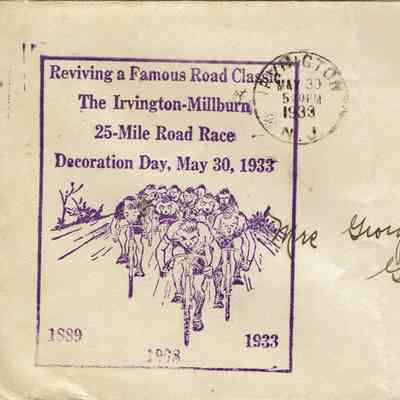 Reviving a Famous Road Classic
The Irvington-Millburn
25-Mile Road Race
Decoration Day, May 30, 1933
1889
1908
1933
IRVINGTON
MAY 30
5 PM
1933
N.J.
Mrs Georg
G